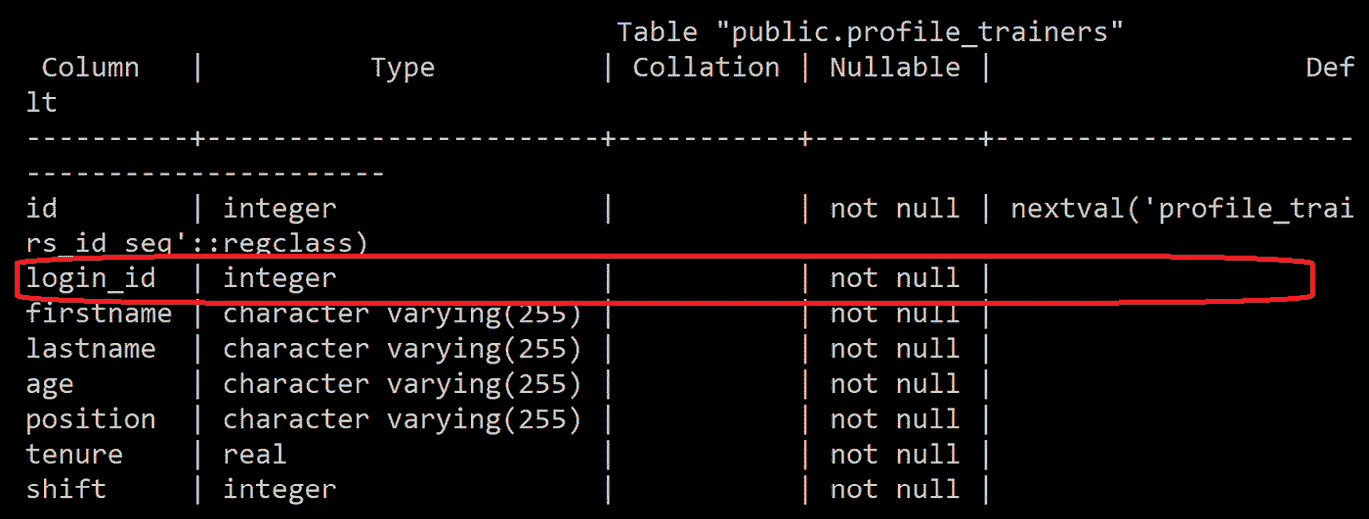 Table "public.profile_trainers"
Column | Type | Collation | Nullable | Def
lt
----------+------------------------+-----------+----------+----------------------
----------------------
id | integer | | not null | nextval('profile_trai
rs_id_seq'::regclass)
login_id | integer | | not null |
firstname | character varying(255) | | not null |
lastname | character varying(255) | | not null |
age | character varying(255) | | not null |
position | character varying(255) | | not null |
tenure | real | | not null |
shift | integer | | not null |